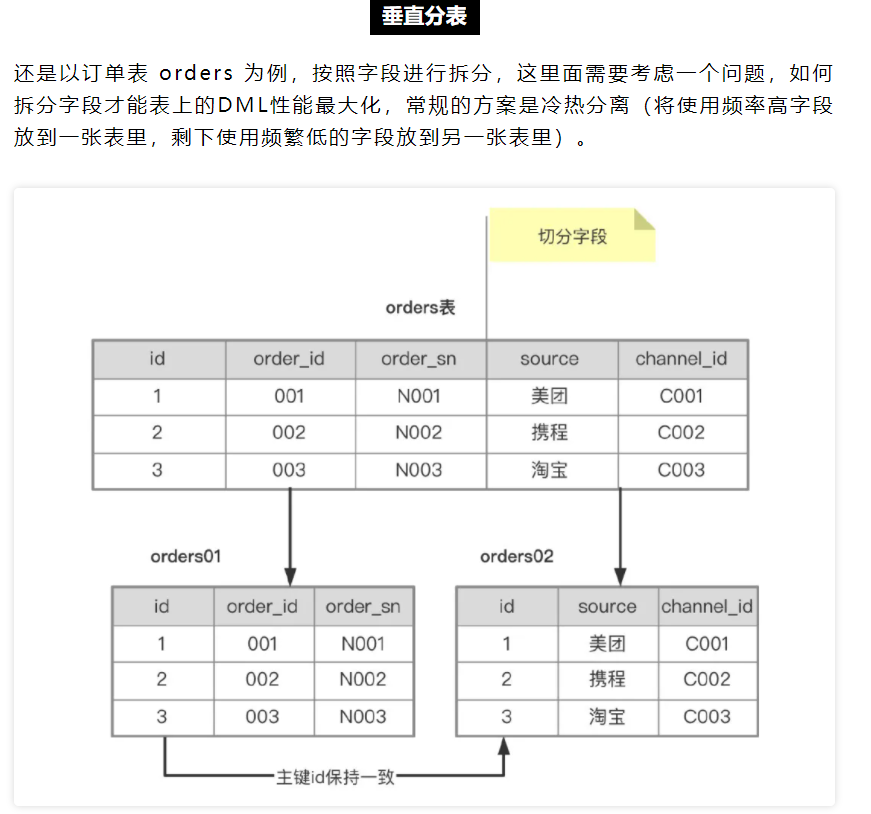 垂直分表
还是以订单表 orders 为例，按照字段进行拆分，这里面需要考虑一个问题，如何
拆分字段才能表上的DML性能最大化，常规的方案是冷热分离（将使用频率高字段
放到一张表里，剩下使用频繁低的字段放到另一张表里）。
切分字段
orders表
id order_id order_sn source channel_id
1 001 N001 美团 C001
2 002 N002 携程 C002
3 003 N003 淘宝 C003
orders01
id order_id order_sn
1 001 N001
2 002 N002
3 003 N003
orders02
id source channel_id
1 美团 C001
2 携程 C002
3 淘宝 C003
主键id保持一致